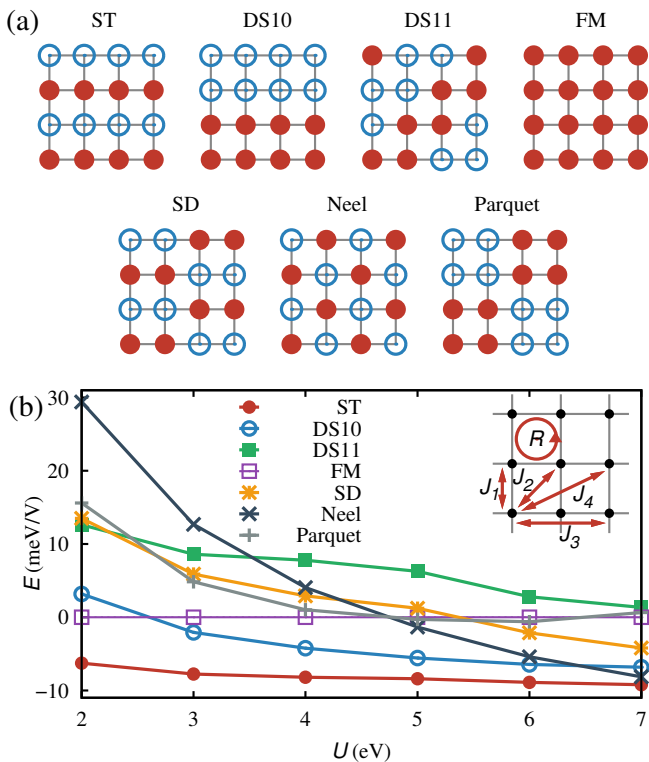 (a)
ST DS10 DS11 FM
SD Neel Parquet
(b)
30
20
10
0
−10
E (meV/V)
2 3 4 5 6 7
U (eV)
ST
DS10
DS11
FM
SD
Neel
Parquet
R
J1
J2
J4
J3